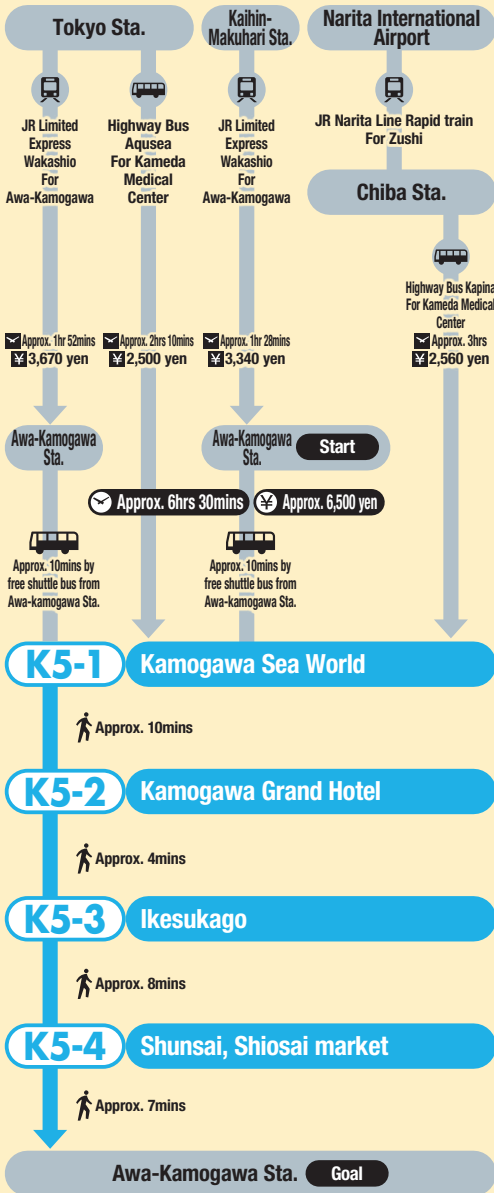 Tokyo Sta.
Kaihin-
Makuhari Sta.
Narita International
Airport
JR Limited
Express
Wakashio
For
Awa-Kamogawa
Highway Bus
Aqusea
For Kameda
Medical
Center
JR Limited
Express
Wakashio
For
Awa-Kamogawa
JR Narita Line Rapid train
For Zushi
Chiba Sta.
Highway Bus Kapina
For Kameda Medical
Center
Approx. 1hr 52mins
¥ 3,670 yen
Approx. 2hrs 10mins
¥ 2,500 yen
Approx. 1hr 28mins
¥ 3,340 yen
Approx. 3hrs
¥ 2,560 yen
Awa-Kamogawa
Sta.
Awa-Kamogawa
Sta.
Start
Approx. 6hrs 30mins
¥ Approx. 6,500 yen
Approx. 10mins by
free shuttle bus from
Awa-kamogawa Sta.
Approx. 10mins by
free shuttle bus from
Awa-kamogawa Sta.
K5-1 Kamogawa Sea World
Approx. 10mins
K5-2 Kamogawa Grand Hotel
Approx. 4mins
K5-3 Ikesukago
Approx. 8mins
K5-4 Shunsai, Shiosai market
Approx. 7mins
Awa-Kamogawa Sta. Goal